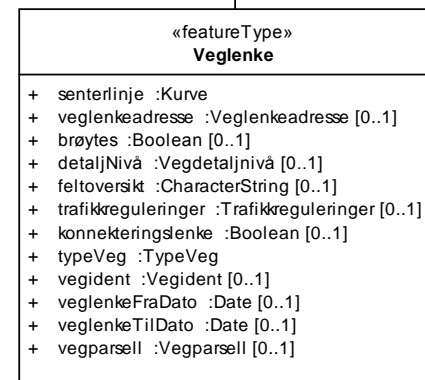 «featureType»
Veglenke
+ senterlinje :Kurve
+ veglenkeadresse :Veglenkeadresse [0..1]
+ brøytes :Boolean [0..1]
+ detaljNivå :Vegdetaljnivå [0..1]
+ feltoversikt :CharacterString [0..1]
+ trafikkreguleringer :Trafikkreguleringer [0..1]
+ konnekteringslenke :Boolean [0..1]
+ typeVeg :TypeVeg
+ vegident :Vegident [0..1]
+ veglenkeFraDato :Date [0..1]
+ veglenkeTilDato :Date [0..1]
+ vegparsell :Vegparsell [0..1]